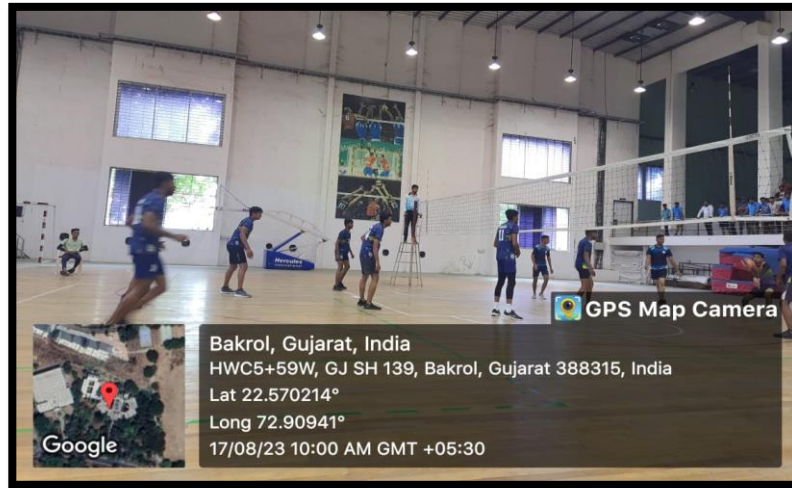 Hercules
11
GPS Map Camera
Bakrol, Gujarat, India
HWC5+59W, GJ SH 139, Bakrol, Gujarat 388315, India
Lat 22.570214°
Long 72.90941°
17/08/23 10:00 AM GMT +05:30
Google